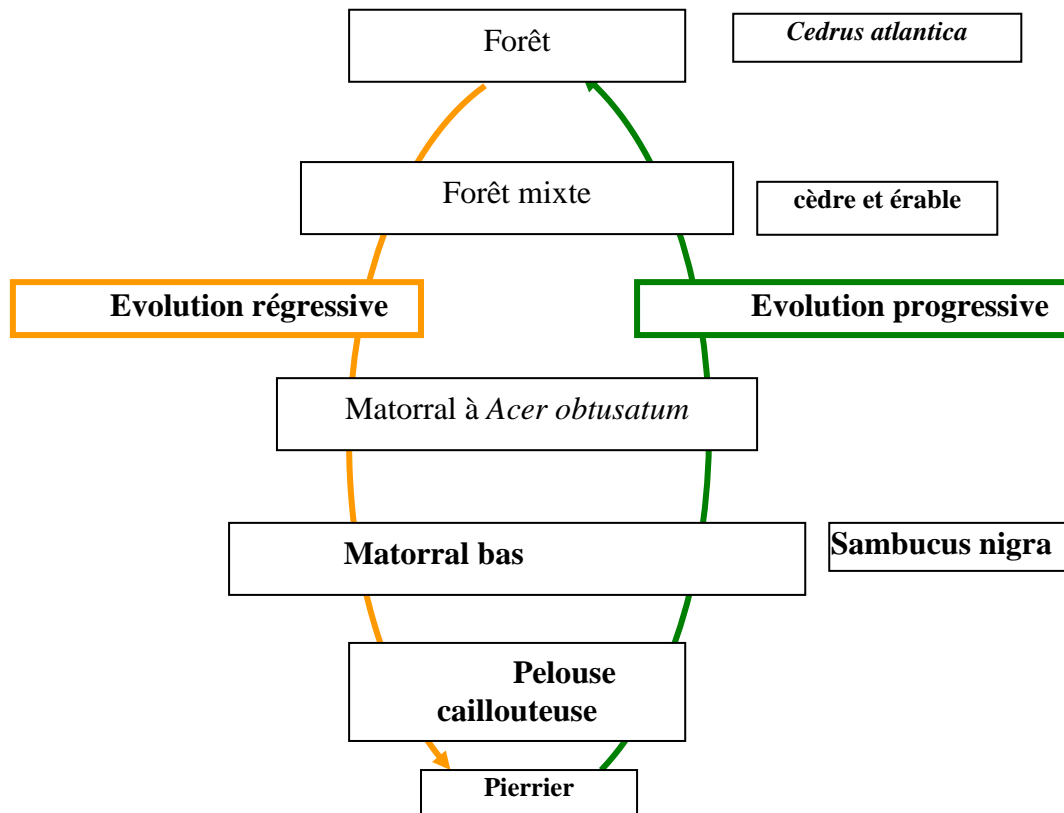 Forêt
Cedrus atlantica
Forêt mixte
cèdre et érable
Evolution régressive
Evolution progressive
Matorral à Acer obtusatum
Matorral bas
Sambucus nigra
Pelouse
caillouteuse
Pierrier